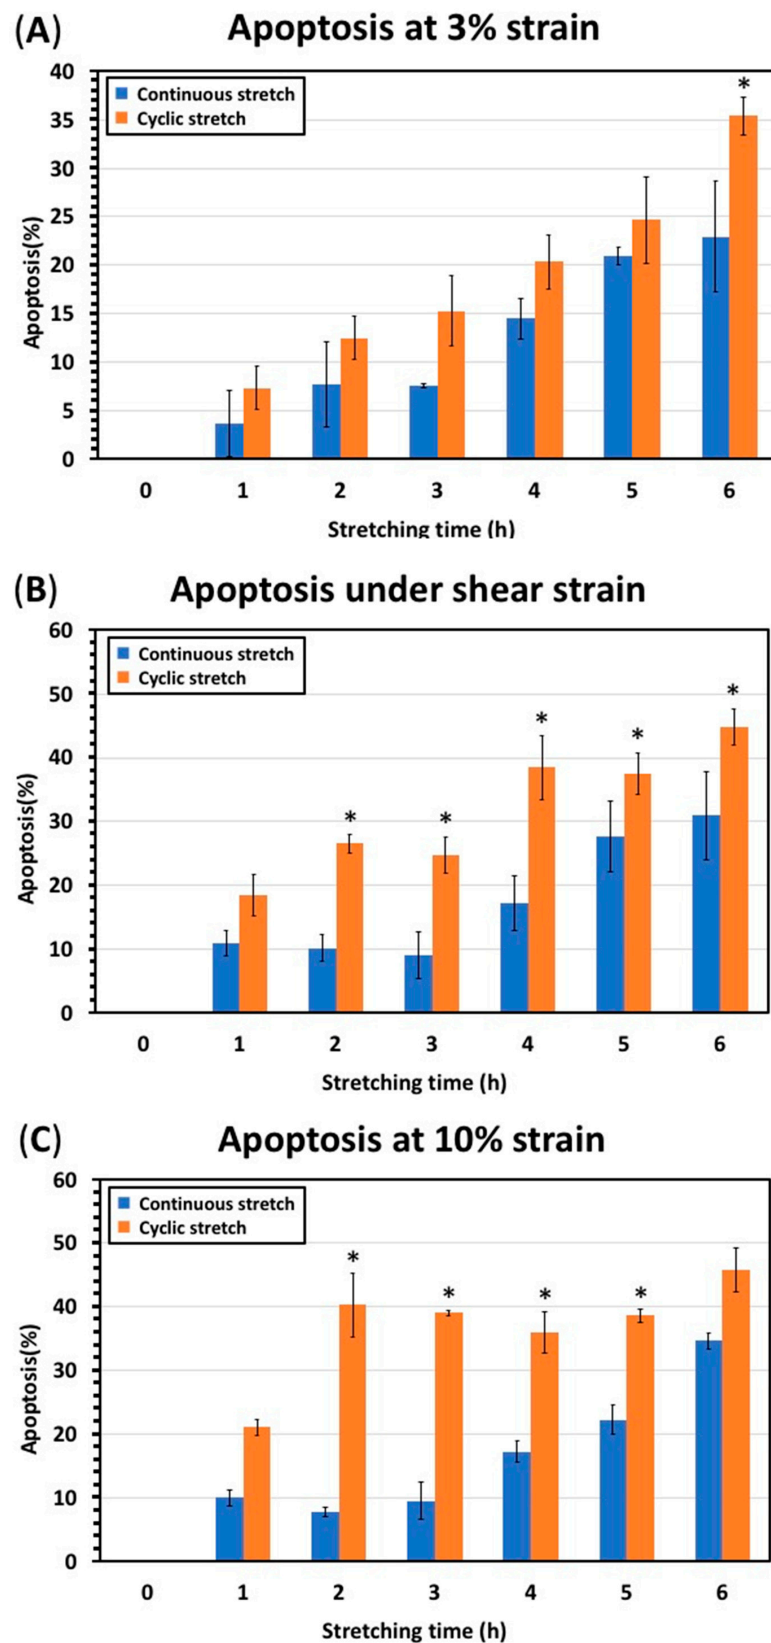 (A) Apoptosis at 3% strain
Continuous stretch
Cyclic stretch
*
40
35
30
25
20
15
10
5
0
Apoptosis(%)
0 1 2 3 4 5 6
Stretching time (h)
(B) Apoptosis under shear strain
Continuous stretch
Cyclic stretch
* * * * *
60
50
40
30
20
10
0
Apoptosis(%)
0 1 2 3 4 5 6
Stretching time (h)
(C) Apoptosis at 10% strain
Continuous stretch
Cyclic stretch
* * * *
60
50
40
30
20
10
0
Apoptosis(%)
0 1 2 3 4 5 6
Stretching time (h)